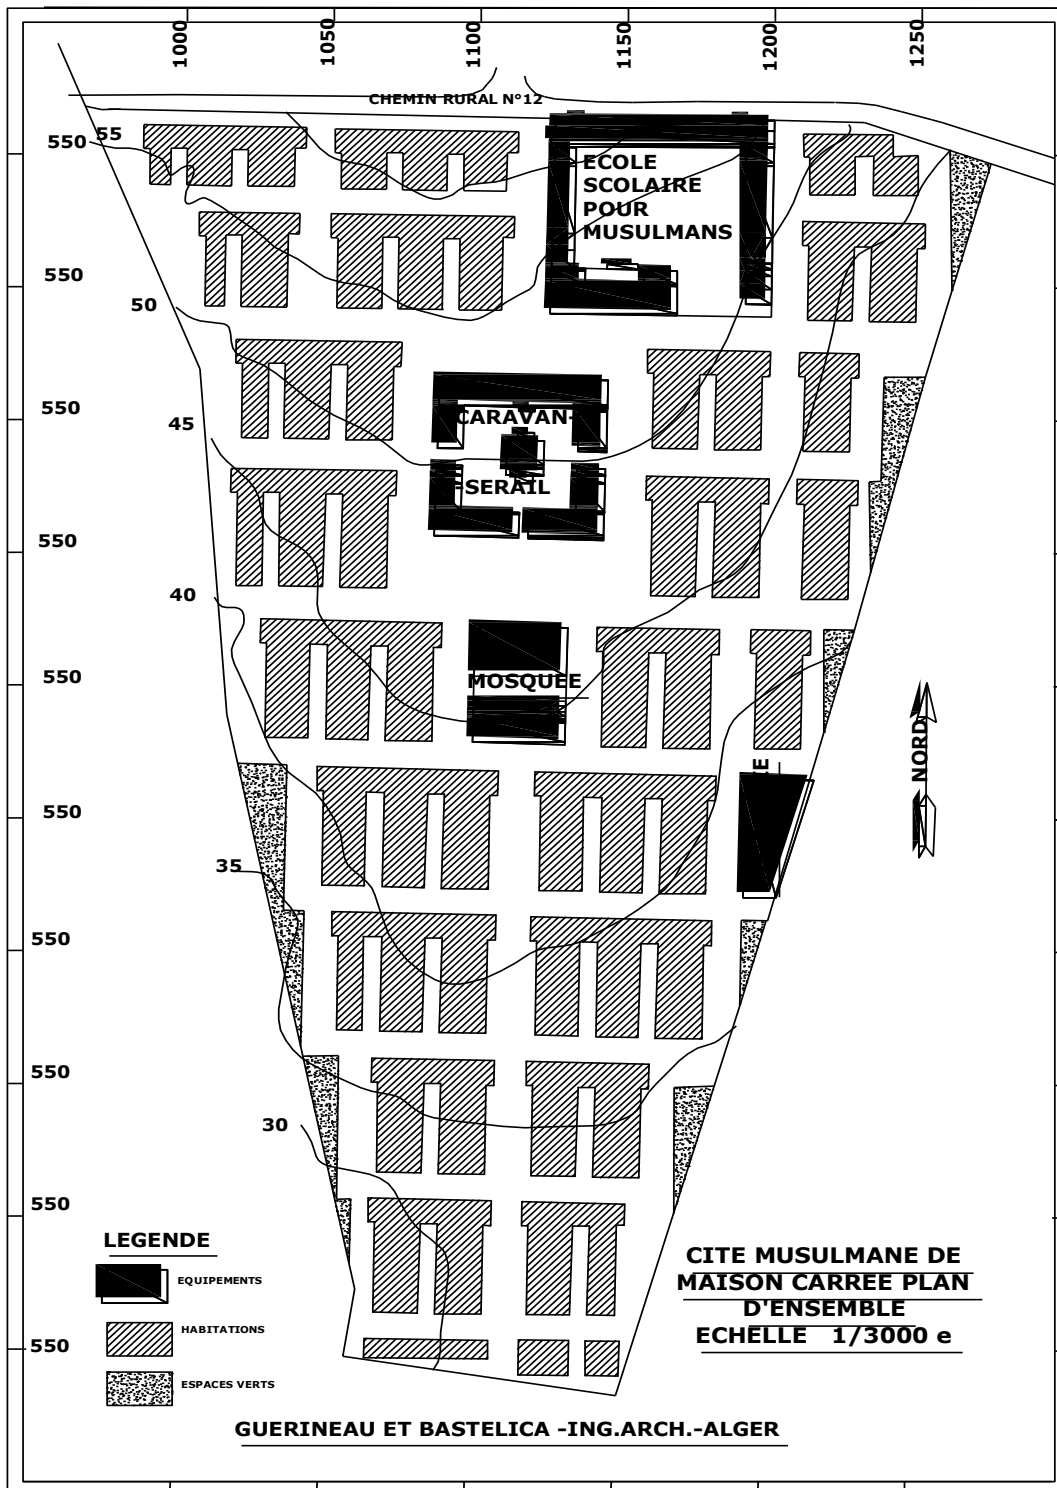 1000
1050
1100
1150
1200
1250
CHEMIN RURAL N°12
550
55
ECOLE
SCOLAIRE
POUR
MUSULMANS
550
50
550
CARAVAN-
45
-SERAIL
550
40
550
MOSQUEE
NORD
550
35
550
550
30
550
LEGENDE
EQUIPEMENTS
HABITATIONS
ESPACES VERTS
550
CITE MUSULMANE DE
MAISON CARREE PLAN
D'ENSEMBLE
ECHELLE 1/3000 e
GUERINEAU ET BASTELICA -ING.ARCH.-ALGER